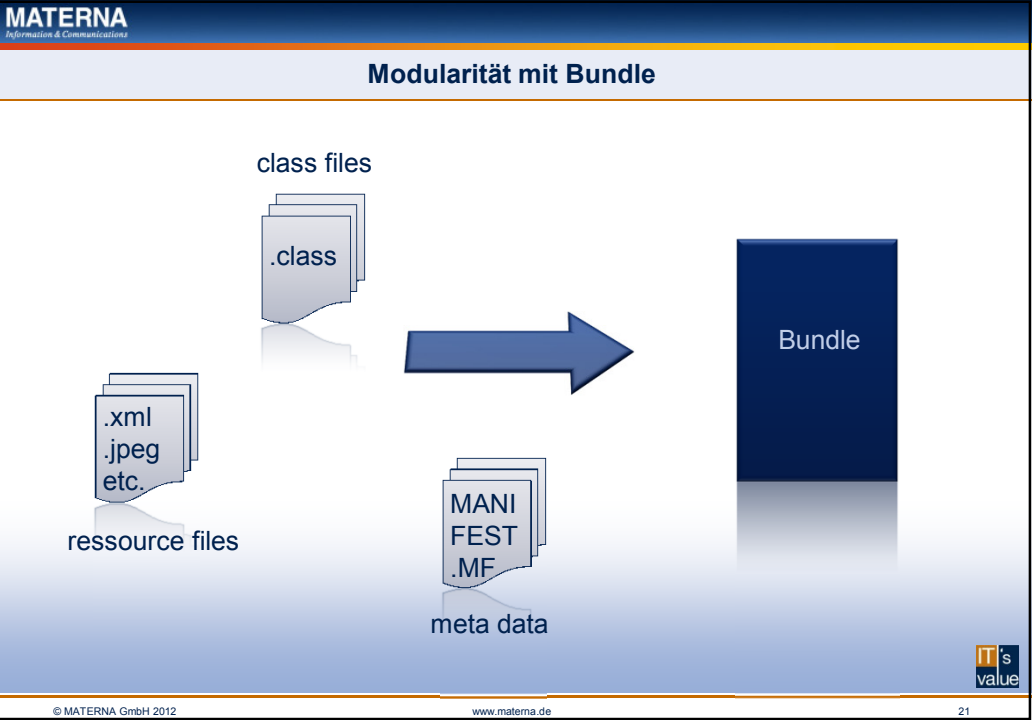 MATERNA
Information & Communications
Modularität mit Bundle
class files
.class
Bundle
.xml
.jpeg
etc.
ressource files
MANI
FEST
.MF
meta data
IT's
value
© MATERNA GmbH 2012
www.materna.de
21